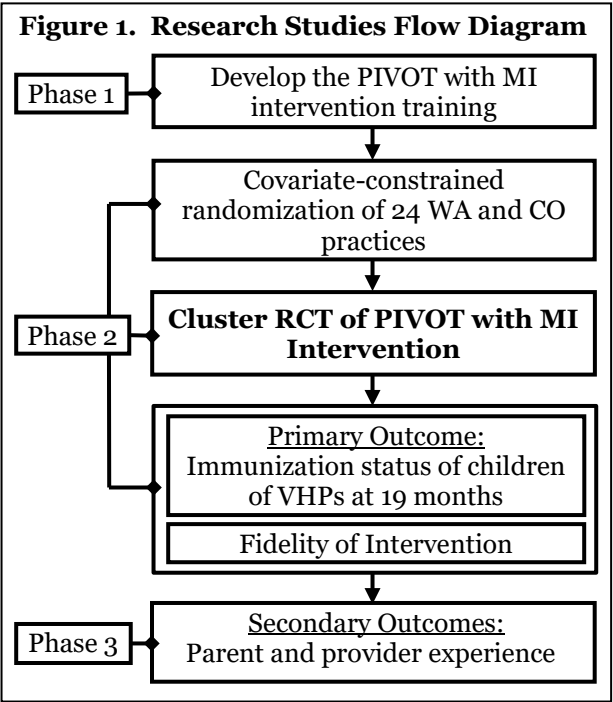 Figure 1. Research Studies Flow Diagram
Phase 1
Develop the PIVOT with MI
intervention training
Covariate-constrained
randomization of 24 WA and CO
practices
Phase 2
Cluster RCT of PIVOT with MI
Intervention
Primary Outcome:
Immunization status of children
of VHPs at 19 months
Fidelity of Intervention
Phase 3
Secondary Outcomes:
Parent and provider experience